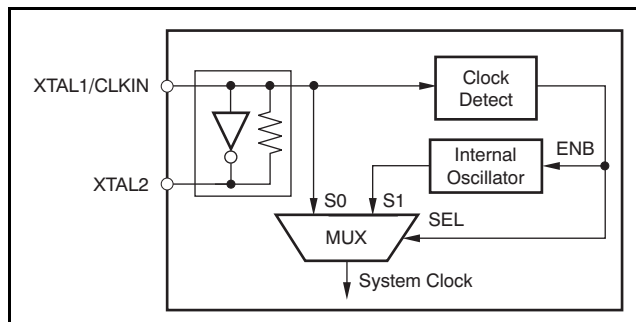 XTAL1/CLKIN
Clock
Detect
Internal
Oscillator
ENB
XTAL2
S0 S1
SEL
MUX
System Clock